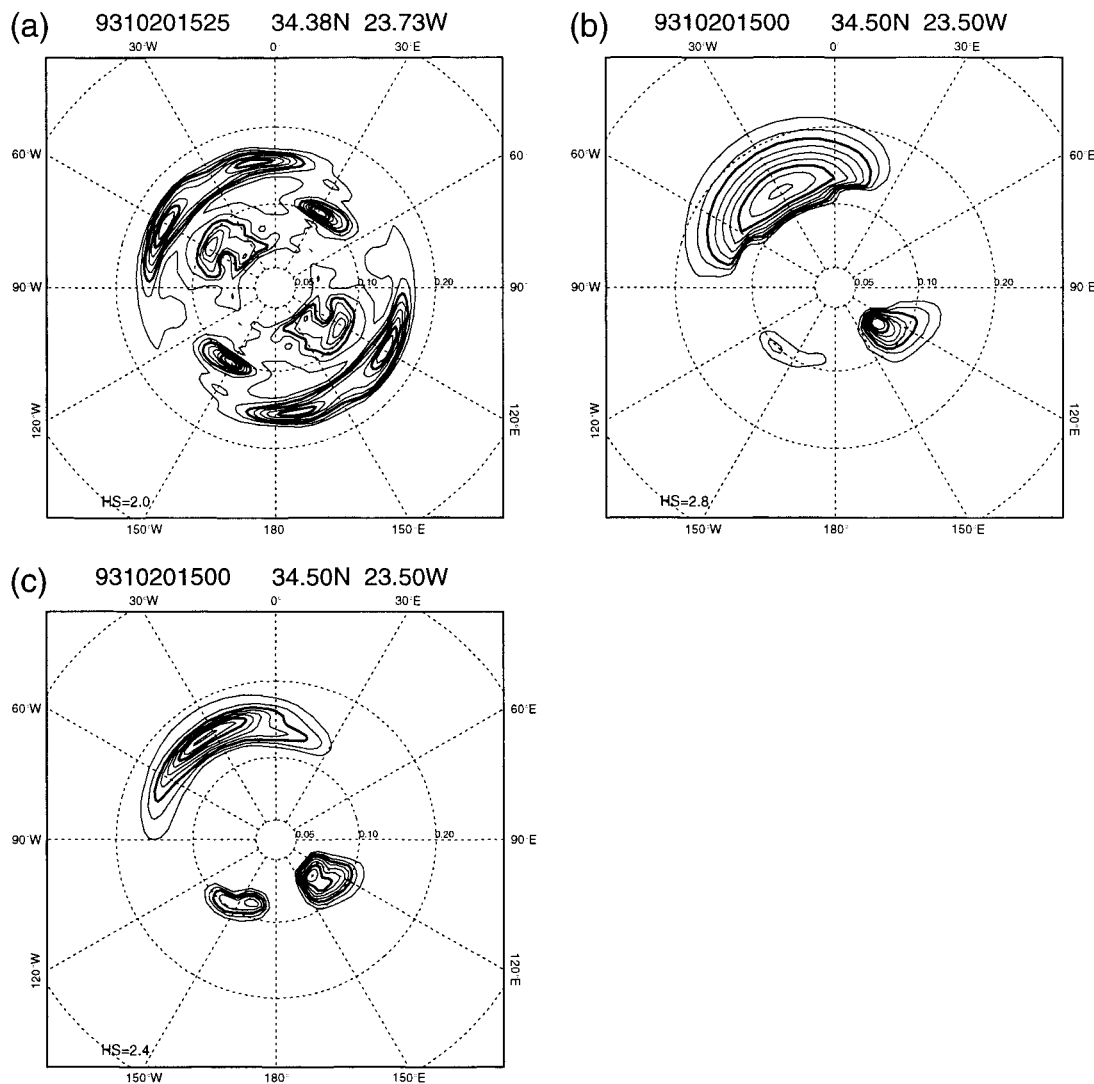 (a) 9310201525 34.38N 23.73W
30°W 0° 30°E
60°W 60°
90°W 0.05 0.10 0.20 90°
120°W 120°E
HS=2.0
150°W 180 150°E
(b) 9310201500 34.50N 23.50W
30°W 0° 30°E
60°W 60°E
90°W 0.05 0.10 0.20 90°E
120°W 120°E
HS=2.8
150°W 180° 150°E
(c) 9310201500 34.50N 23.50W
30°W 0° 30°E
60°W 60°E
90°W 0.05 0.10 0.20 90°E
120°W 120°E
HS=2.4
150°W 180° 150°E